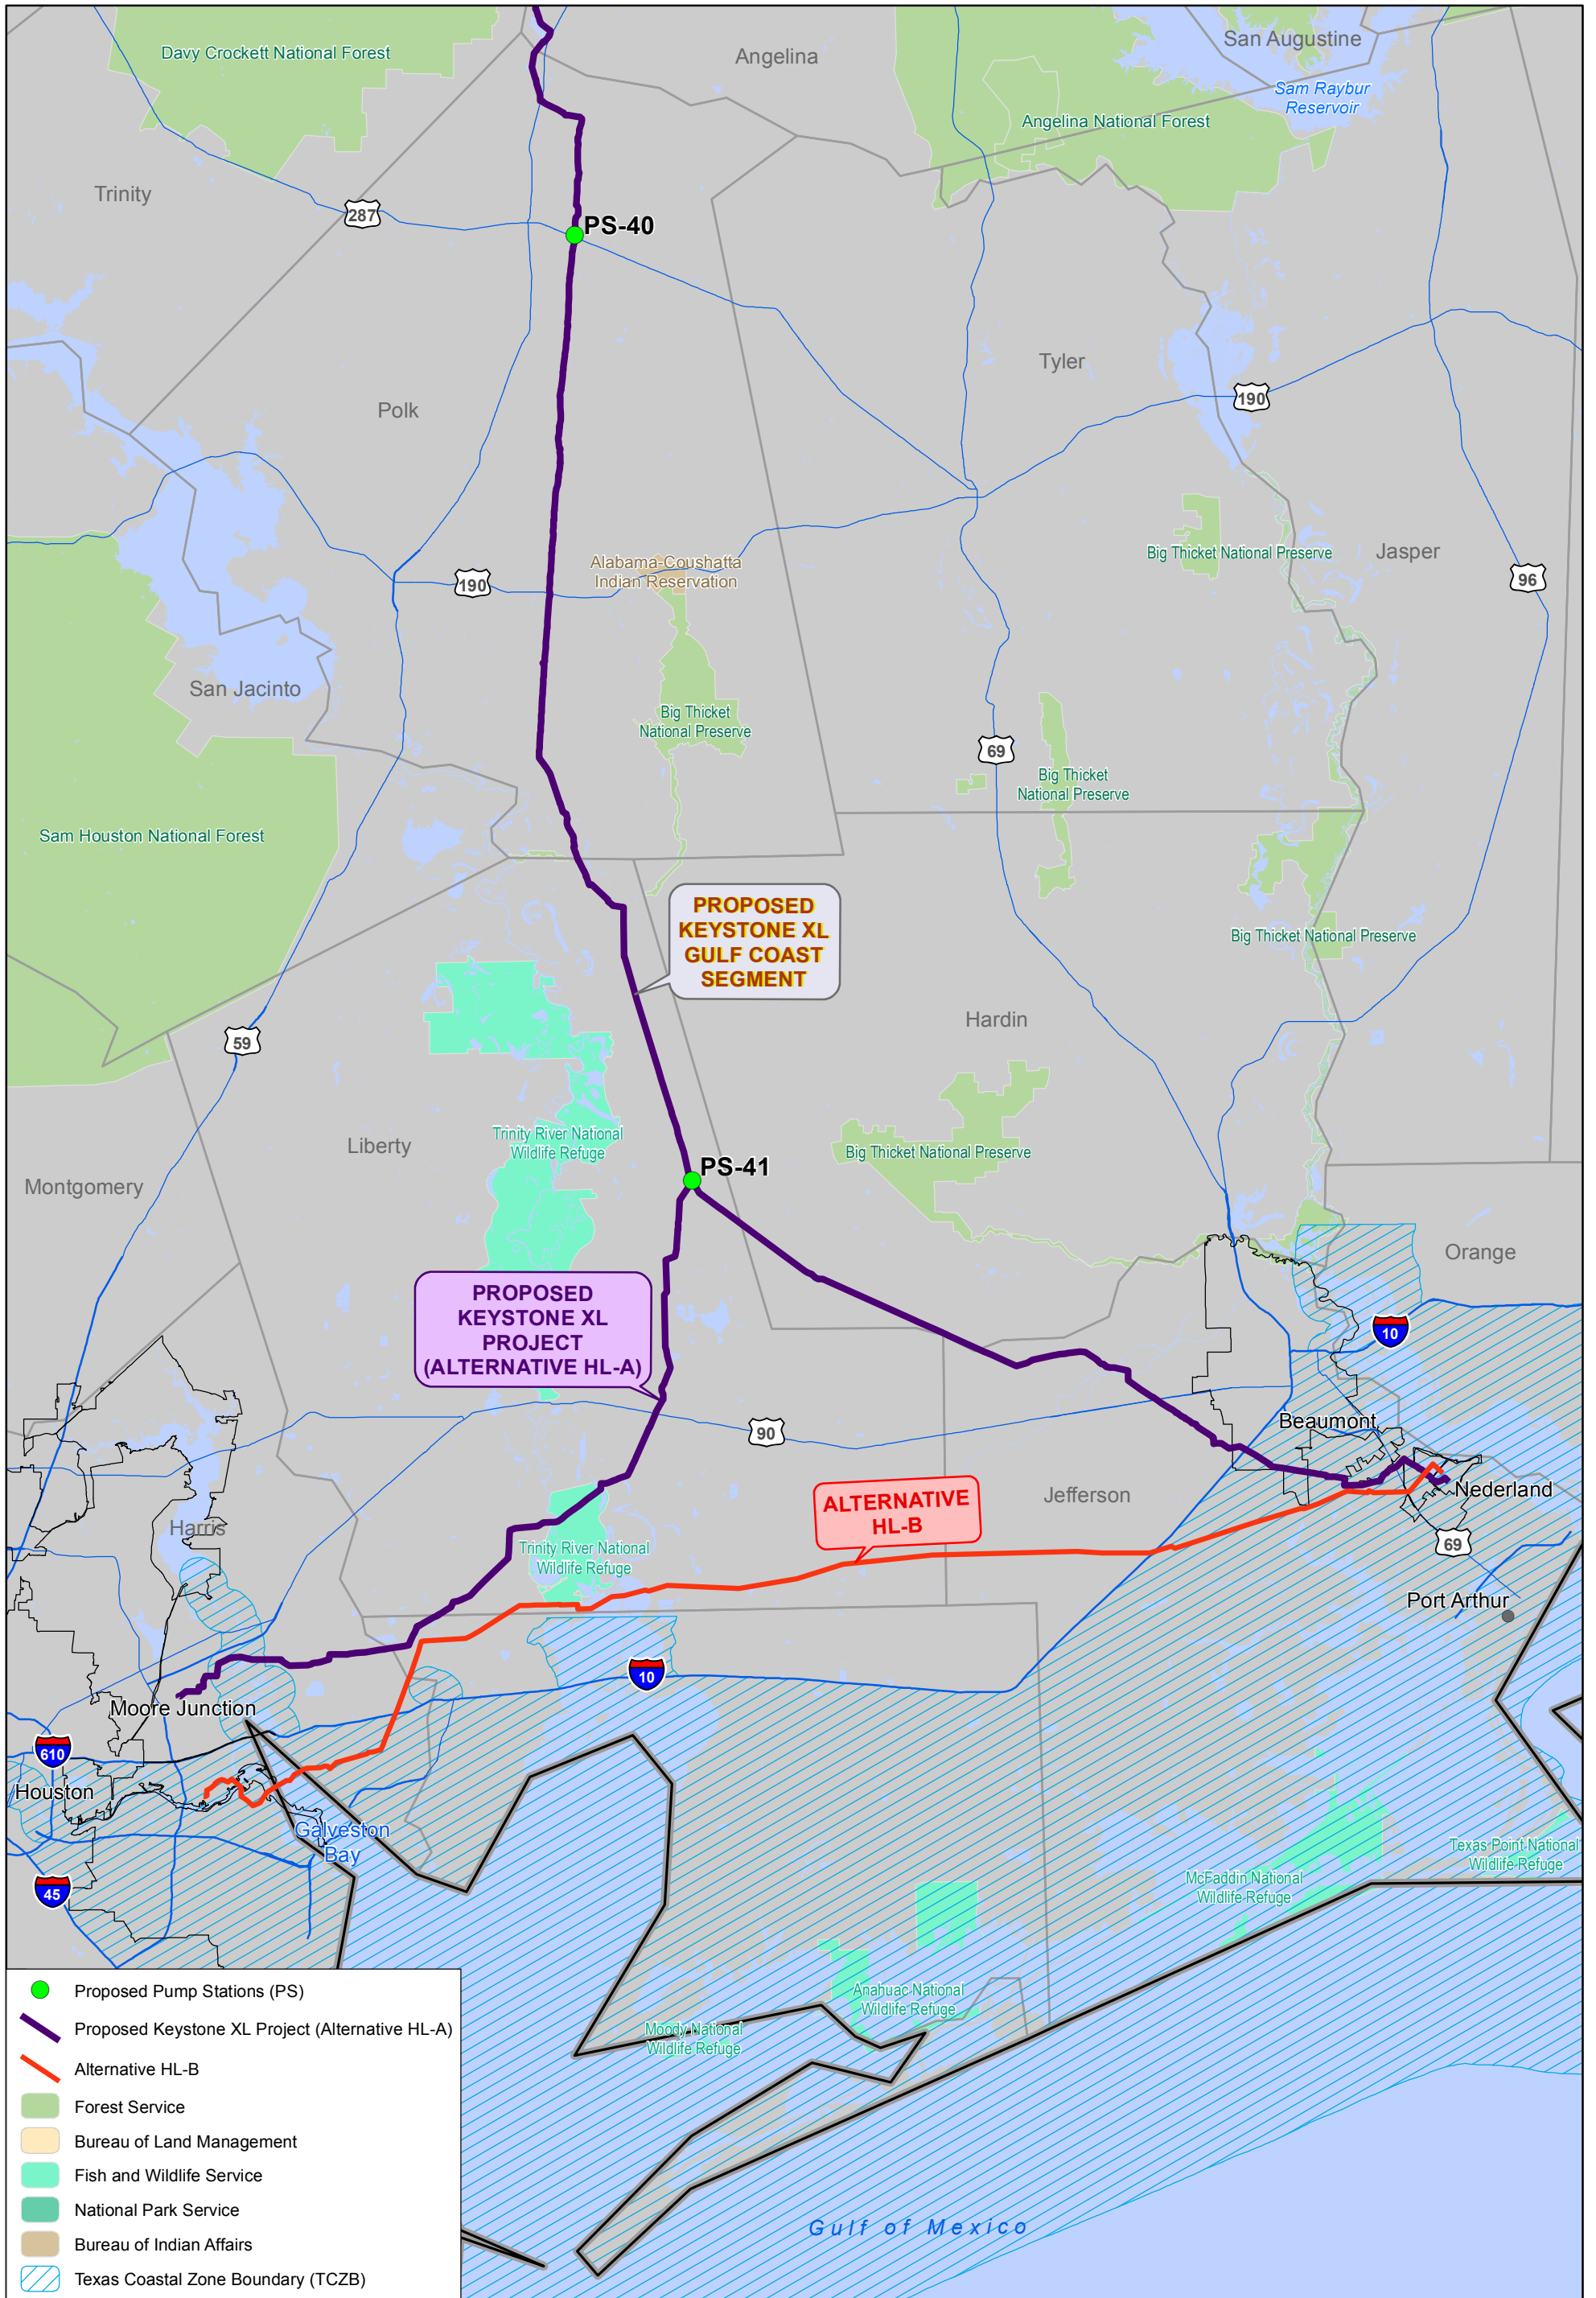 San Augustine
Davy Crockett National Forest
Angelina
Sam Raybur
Reservoir
Angelina National Forest
Trinity
287
PS-40
Tyler
190
Polk
Alabama-Coushatta
Indian Reservation
190
Big Thicket National Preserve
Jasper
96
San Jacinto
Big Thicket
National Preserve
69
Big Thicket
National Preserve
Sam Houston National Forest
PROPOSED
KEYSTONE XL
GULF COAST
SEGMENT
Big Thicket National Preserve
59
Hardin
Liberty
Trinity River National
Wildlife Refuge
Big Thicket National Preserve
PS-41
Montgomery
Orange
PROPOSED
KEYSTONE XL
PROJECT
(ALTERNATIVE HL-A)
10
90
Beaumont
Nederland
ALTERNATIVE
HL-B
Jefferson
Harris
Trinity River National
Wildlife Refuge
69
Port Arthur
10
Moore Junction
610
Houston
Galveston
Bay
45
Texas Point National
Wildlife Refuge
McFaddin National
Wildlife Refuge
Anahuac National
Wildlife Refuge
Moody National
Wildlife Refuge
Gulf of Mexico
Proposed Pump Stations (PS)
Proposed Keystone XL Project (Alternative HL-A)
Alternative HL-B
Forest Service
Bureau of Land Management
Fish and Wildlife Service
National Park Service
Bureau of Indian Affairs
Texas Coastal Zone Boundary (TCZB)